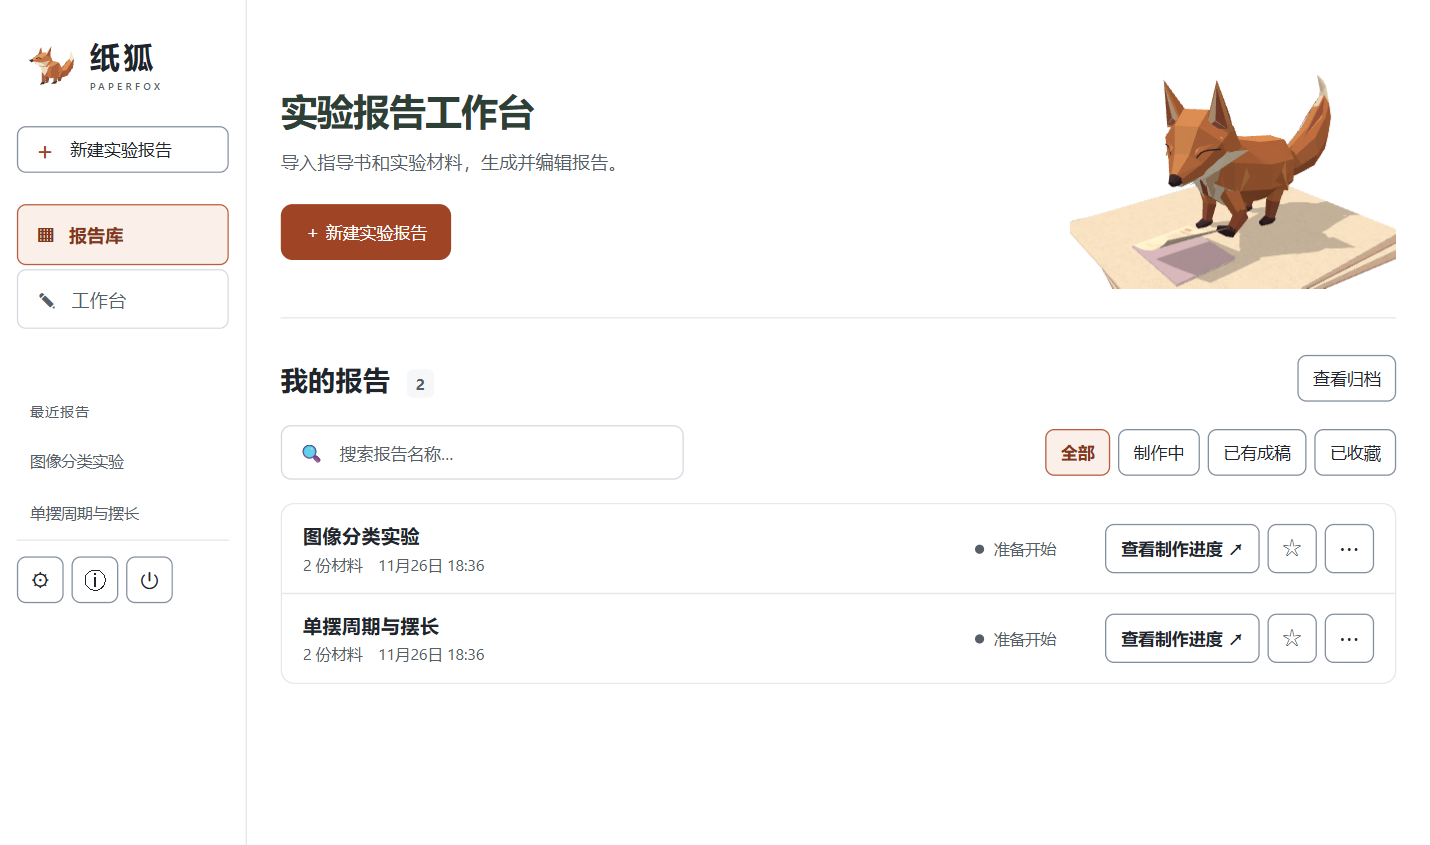 纸狐
PAPERFOX
+ 新建实验报告
报告库
工作台
最近报告
图像分类实验
单摆周期与摆长
实验报告工作台
导入指导书和实验材料，生成并编辑报告。
+ 新建实验报告
我的报告 2
查看归档
搜索报告名称...
全部 制作中 已有成稿 已收藏
图像分类实验
2 份材料 11月26日 18:36
准备开始
查看制作进度 ↗ ☆ ···
单摆周期与摆长
2 份材料 11月26日 18:36
准备开始
查看制作进度 ↗ ☆ ···